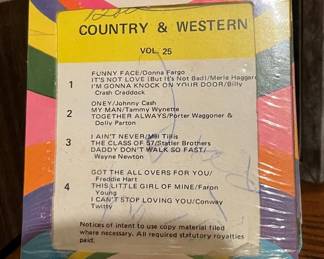 COUNTRY & WESTERN
VOL. 25
1
FUNNY FACE/Donna Fargo
IT'S NOT LOVE (But It's Not Bad)/Merle Haggard
I'M GONNA KNOCK ON YOUR DOOR/Billy
Crash Craddock
2
ONEY/Johnny Cash
MY MAN/Tammy Wynette
TOGETHER ALWAYS/Porter Waggoner &
Dolly Parton
3
I AIN'T NEVER/Mel Tillis
THE CLASS OF 57/Statler Brothers
DADDY DON'T WALK SO FAST/
Wayne Newton
4
GOT THE ALL OVERS FOR YOU/
Freddie Hart
THIS LITTLE GIRL OF MINE/Faron
Young
I CAN'T STOP LOVING YOU/Conway
Twitty
Notices of intent to use copy material filed
where necessary. All required statutory royalties
paid.